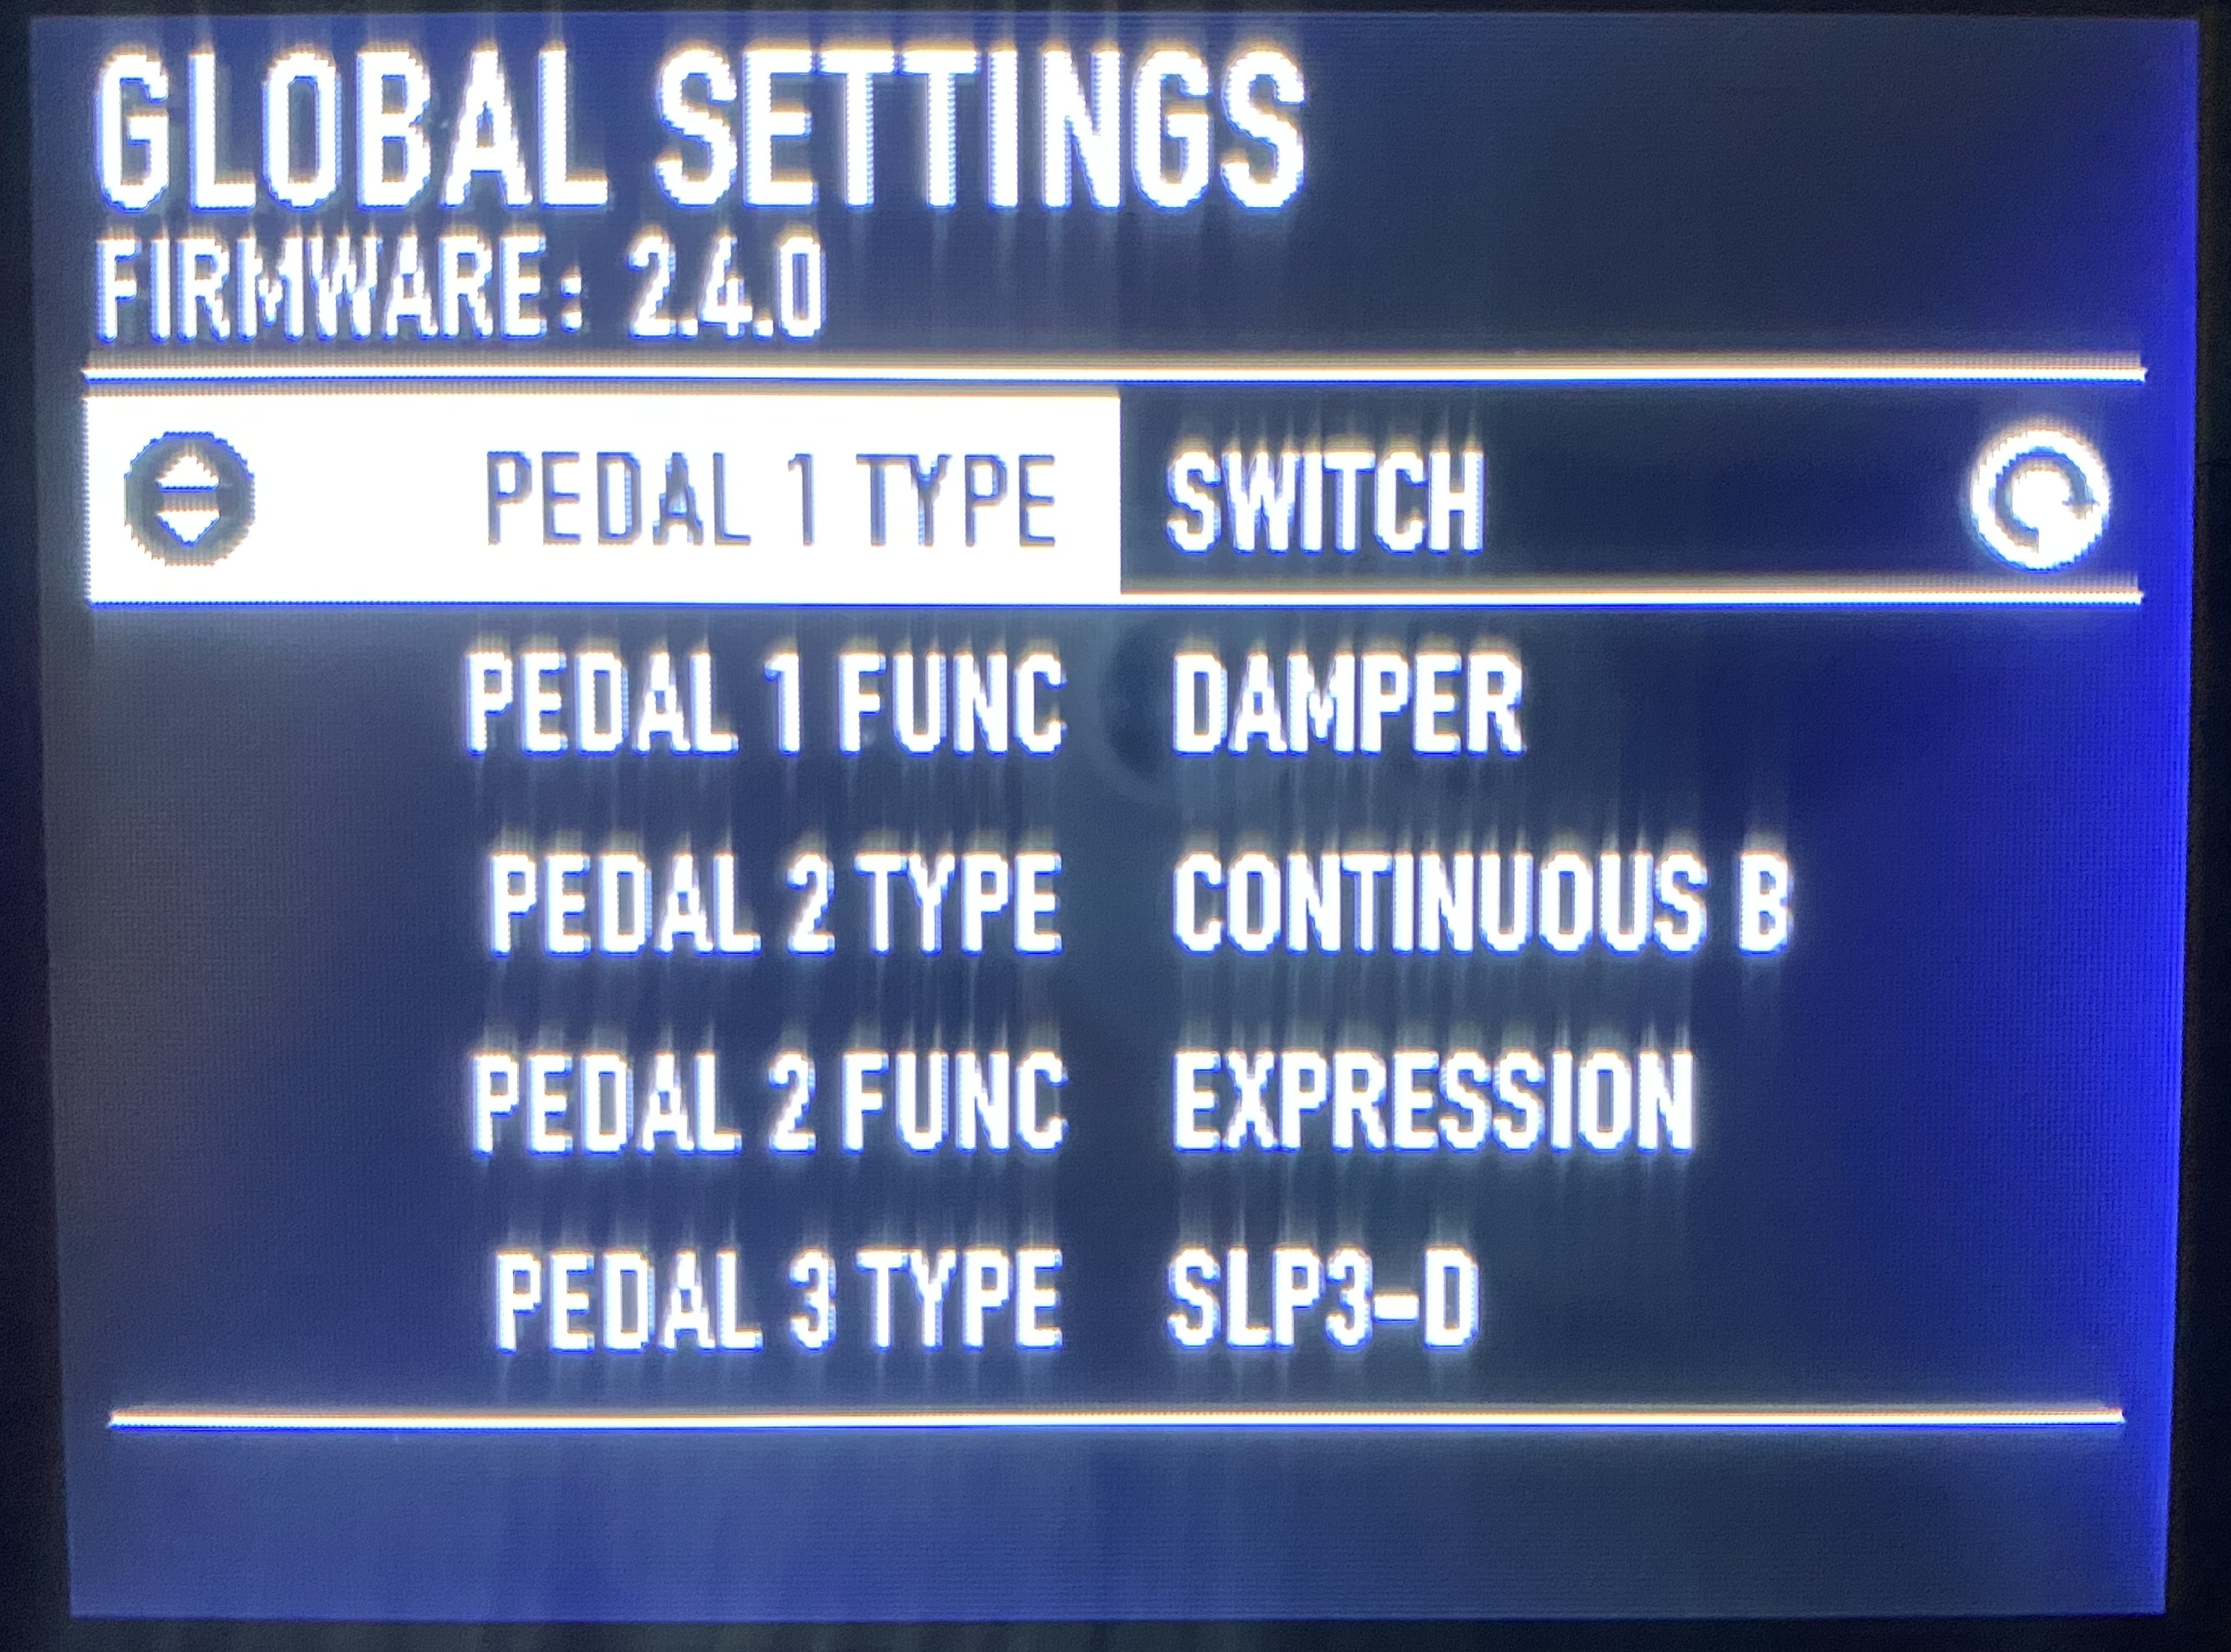 GLOBAL SETTINGS
FIRMWARE: 2.4.0
PEDAL 1 TYPE SWITCH
PEDAL 1 FUNC DAMPER
PEDAL 2 TYPE CONTINUOUS B
PEDAL 2 FUNC EXPRESSION
PEDAL 3 TYPE SLP3-D